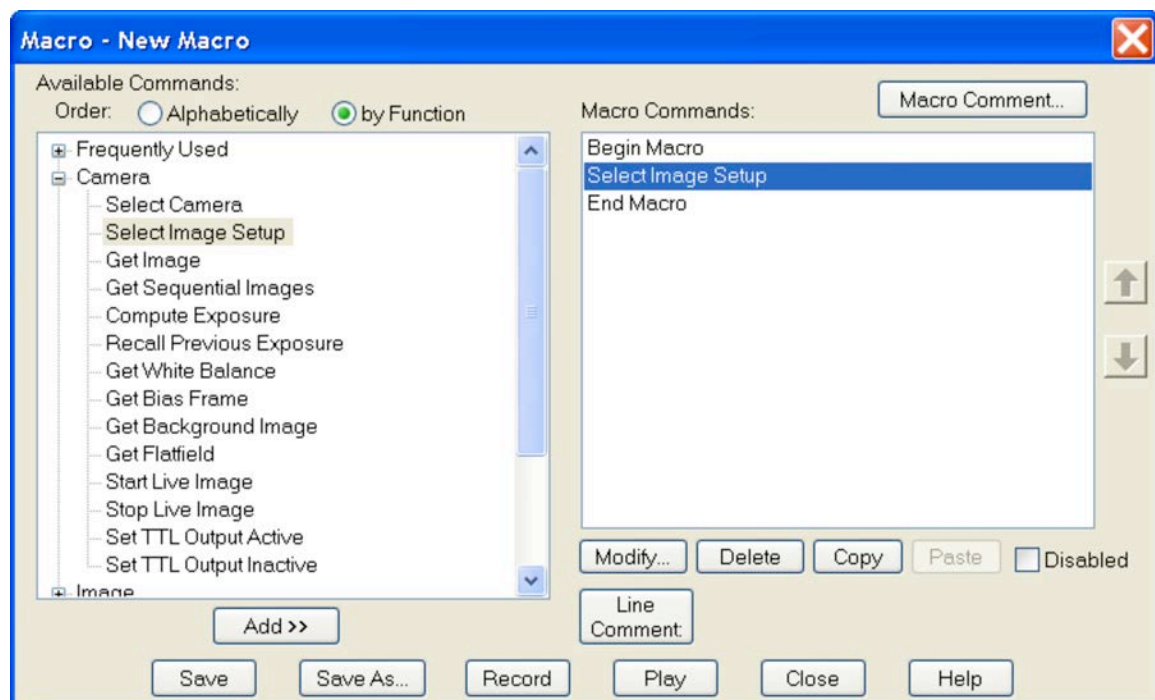 Macro - New Macro
Available Commands:
Order: Alphabetically by Function
Frequently Used
Camera
Select Camera
Select Image Setup
Get Image
Get Sequential Images
Compute Exposure
Recall Previous Exposure
Get White Balance
Get Bias Frame
Get Background Image
Get Flatfield
Start Live Image
Stop Live Image
Set TTL Output Active
Set TTL Output Inactive
Image
Add >>
Macro Commands:
Macro Comment...
Begin Macro
Select Image Setup
End Macro
Modify... Delete Copy Paste Disabled
Line
Comment:
Save Save As... Record Play Close Help